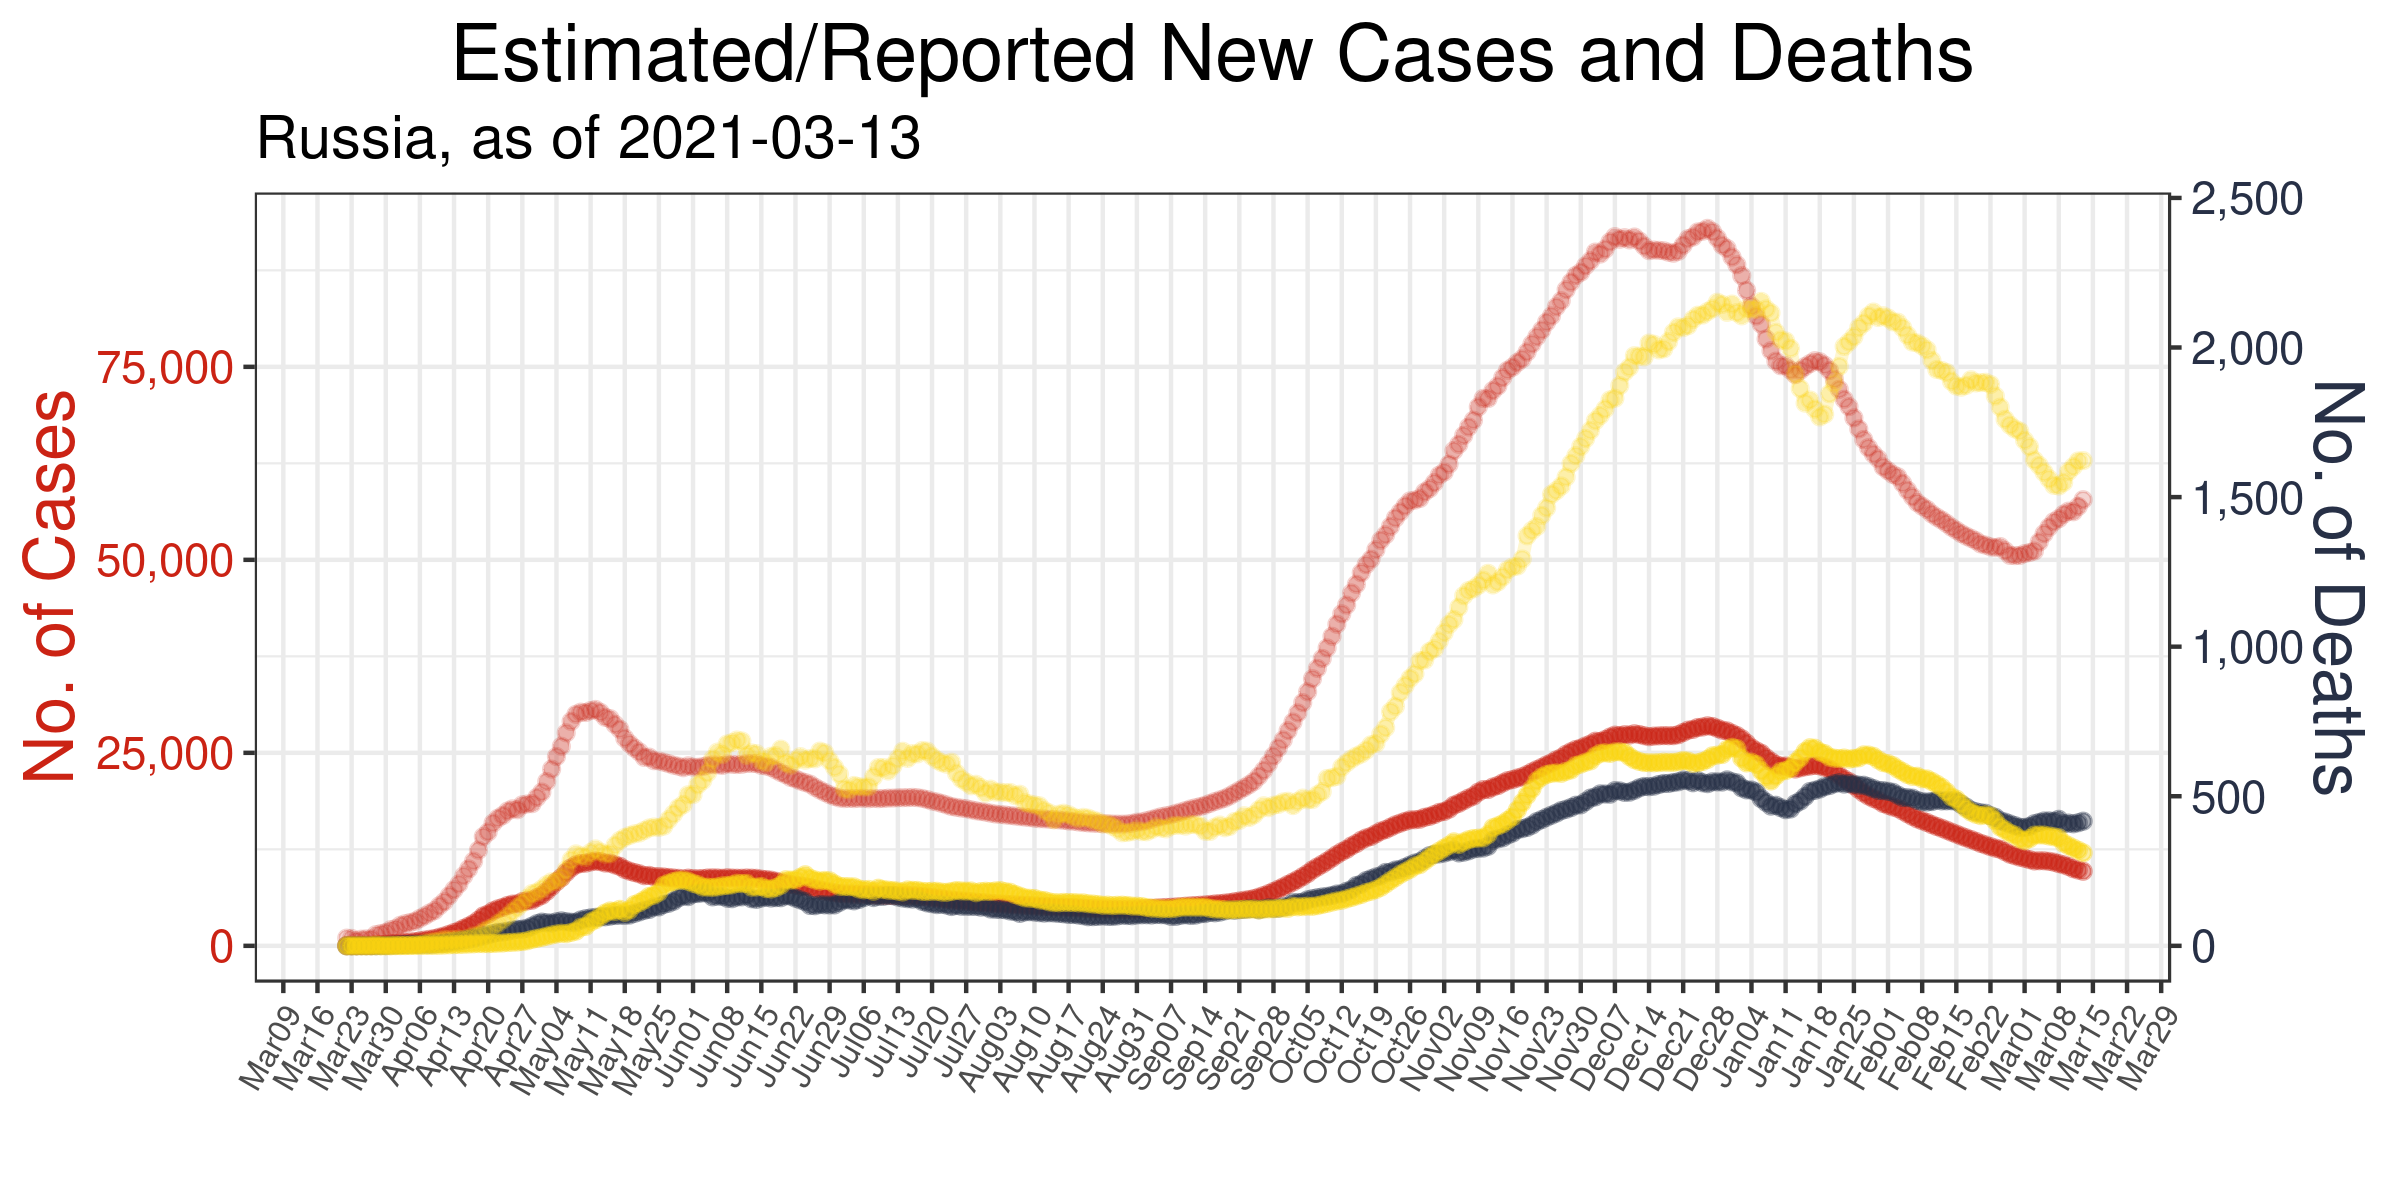 Estimated/Reported New Cases and Deaths
Russia, as of 2021-03-13
No. of Cases
75,000
50,000
25,000
0
2,500
2,000
1,500
1,000
500
0
No. of Deaths
Mar09
Mar16
Mar23
Mar30
Apr06
Apr13
Apr20
Apr27
May04
May11
May18
May25
Jun01
Jun08
Jun15
Jun22
Jun29
Jul06
Jul13
Jul20
Jul27
Aug03
Aug10
Aug17
Aug24
Aug31
Sep07
Sep14
Sep21
Sep28
Oct05
Oct12
Oct19
Oct26
Nov02
Nov09
Nov16
Nov23
Nov30
Dec07
Dec14
Dec21
Dec28
Jan04
Jan11
Jan18
Jan25
Feb01
Feb08
Feb15
Feb22
Mar01
Mar08
Mar15
Mar22
Mar29